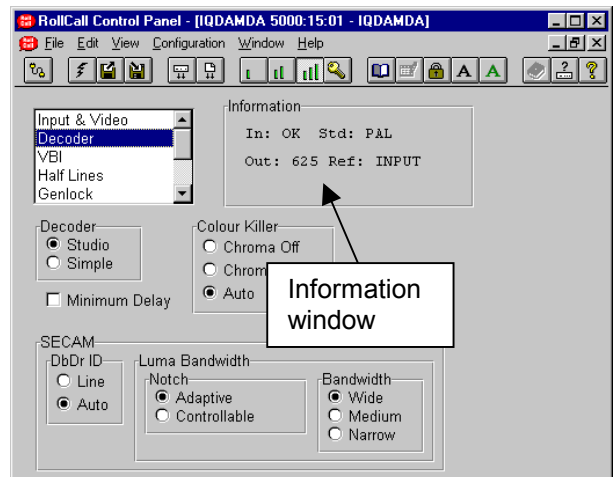 RollCall Control Panel - [IQDAMDA 5000:15:01 - IQDAMDA]
File Edit View Configuration Window Help
A A
Input & Video
Decoder
VBI
Half Lines
Genlock
Information
In: OK Std: PAL
Out: 625 Ref: INPUT
Decoder
Studio
Simple
Minimum Delay
Colour Killer
Chroma Off
Auto
Information
window
SECAM
DbDr ID
Line
Auto
Luma Bandwidth
Notch
Adaptive
Controllable
Bandwidth
Wide
Medium
Narrow